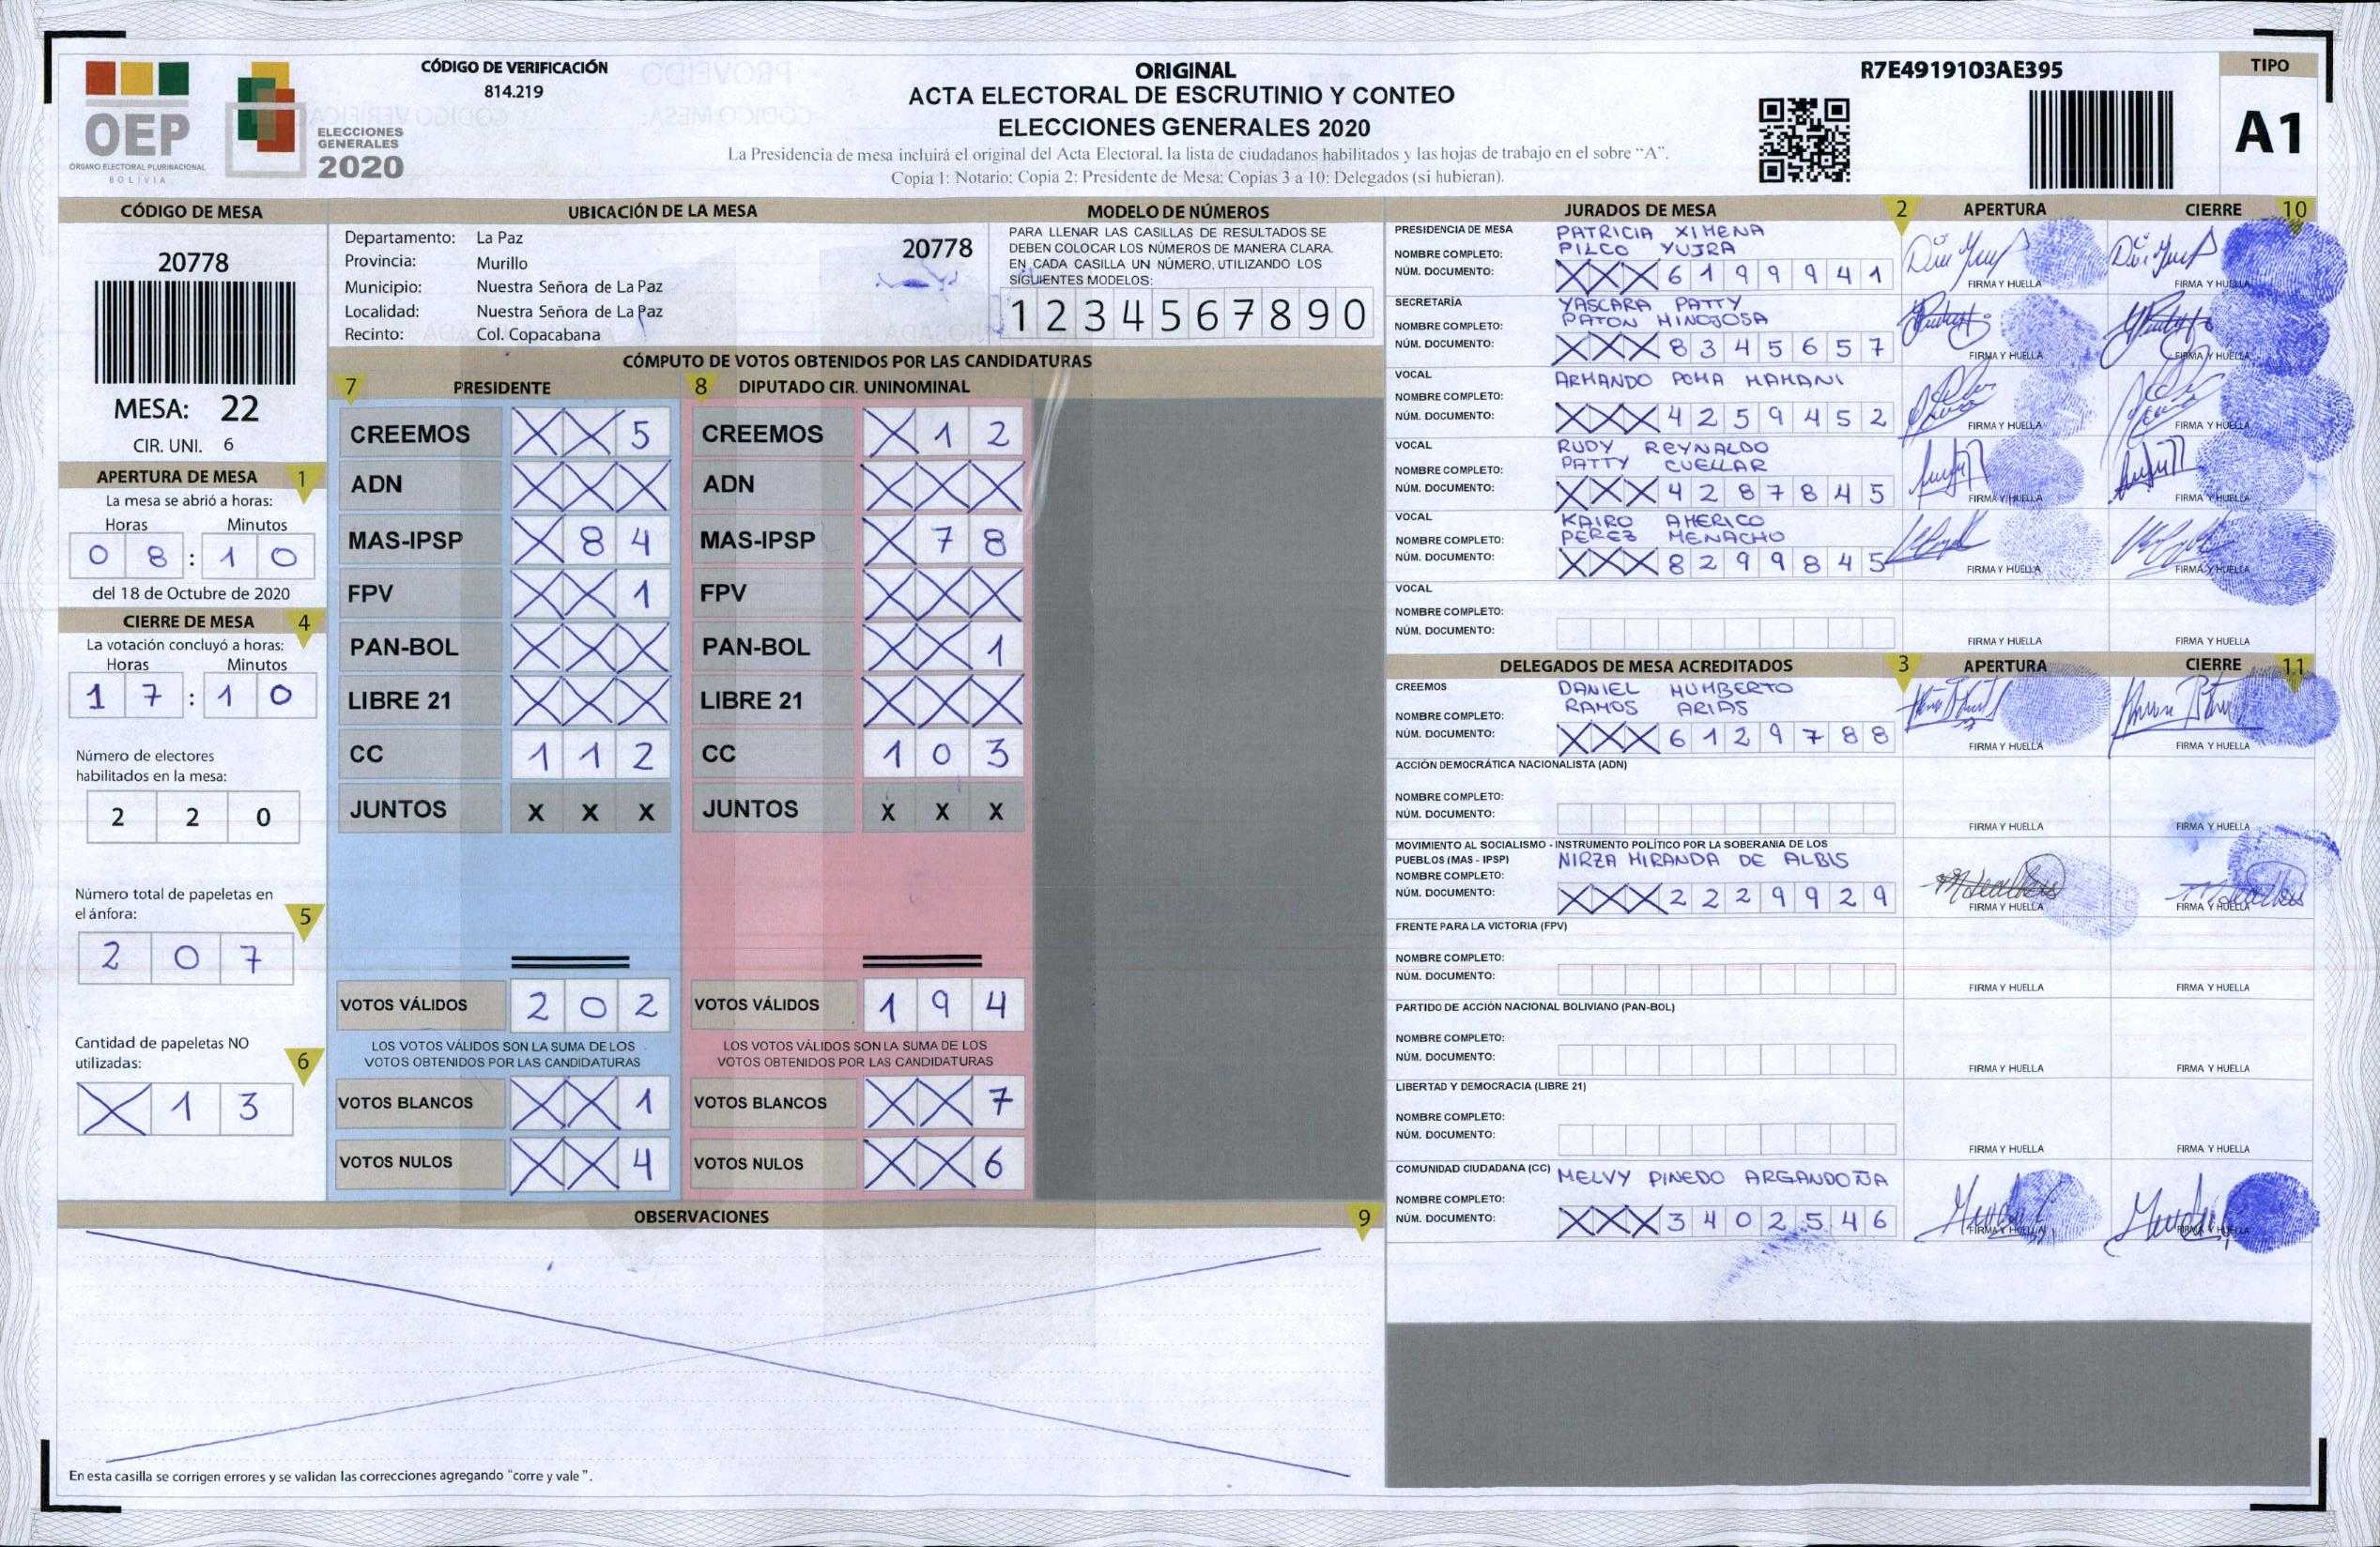 CÓDIGO DE VERIFICACIÓN
814.219
OEP
ÓRGANO ELECTORAL PLURINACIONAL
BOLIVIA
ELECCIONES
GENERALES
2020
ORIGINAL
ACTA ELECTORAL DE ESCRUTINIO Y CONTEO
ELECCIONES GENERALES 2020
La Presidencia de mesa incluirá el original del Acta Electoral, la lista de ciudadanos habilitados y las hojas de trabajo en el sobre "A".
Copia 1: Notario; Copia 2: Presidente de Mesa; Copias 3 a 10: Delegados (si hubieran).
R7E4919103AE395
TIPO
A1
CÓDIGO DE MESA
20778
MESA: 22
CIR. UNI. 6
APERTURA DE MESA 1
La mesa se abrió a horas:
Horas Minutos
0 8 : 1 0
del 18 de Octubre de 2020
CIERRE DE MESA 4
La votación concluyó a horas:
Horas Minutos
1 7 : 1 0
Número de electores
habilitados en la mesa:
2 2 0
Número total de papeletas en
el ánfora: 5
2 0 7
Cantidad de papeletas NO
utilizadas: 6
X 1 3
UBICACIÓN DE LA MESA
Departamento: La Paz
Provincia: Murillo
Municipio: Nuestra Señora de La Paz
Localidad: Nuestra Señora de La Paz
Recinto: Col. Copacabana
20778
MODELO DE NÚMEROS
PARA LLENAR LAS CASILLAS DE RESULTADOS SE
DEBEN COLOCAR LOS NÚMEROS DE MANERA CLARA.
EN CADA CASILLA UN NÚMERO, UTILIZANDO LOS
SIGUIENTES MODELOS:
1 2 3 4 5 6 7 8 9 0
CÓMPUTO DE VOTOS OBTENIDOS POR LAS CANDIDATURAS
7 PRESIDENTE
CREEMOS X X 5
ADN X X X
MAS-IPSP X 8 4
FPV X X 1
PAN-BOL X X X
LIBRE 21 X X X
CC 1 1 2
JUNTOS X X X
VOTOS VÁLIDOS 2 0 2
LOS VOTOS VÁLIDOS SON LA SUMA DE LOS
VOTOS OBTENIDOS POR LAS CANDIDATURAS
VOTOS BLANCOS X X 1
VOTOS NULOS X X 4
8 DIPUTADO CIR. UNINOMINAL
CREEMOS X 1 2
ADN X X X
MAS-IPSP X 7 8
FPV X X X
PAN-BOL X X 1
LIBRE 21 X X X
CC 1 0 3
JUNTOS X X X
VOTOS VÁLIDOS 1 9 4
LOS VOTOS VÁLIDOS SON LA SUMA DE LOS
VOTOS OBTENIDOS POR LAS CANDIDATURAS
VOTOS BLANCOS X X 7
VOTOS NULOS X X 6
OBSERVACIONES 9
En esta casilla se corrigen errores y se validan las correcciones agregando "corre y vale".
JURADOS DE MESA 2 APERTURA CIERRE 10
PRESIDENCIA DE MESA PATRICIA XIMENA
NOMBRE COMPLETO: PILCO YUJRA
NÚM. DOCUMENTO: X X X 6 1 9 9 9 4 1
FIRMA Y HUELLA FIRMA Y HUELLA
SECRETARÍA YASCARA PATTY
NOMBRE COMPLETO: PATON HINOJOSA
NÚM. DOCUMENTO: X X X 8 3 4 5 6 5 7
FIRMA Y HUELLA FIRMA Y HUELLA
VOCAL ARMANDO POMA MAMANI
NOMBRE COMPLETO:
NÚM. DOCUMENTO: X X X 4 2 5 9 4 5 2
FIRMA Y HUELLA FIRMA Y HUELLA
VOCAL RUDY REYNALDO
NOMBRE COMPLETO: PATTY CUELLAR
NÚM. DOCUMENTO: X X X 4 2 8 7 8 4 5
FIRMA Y HUELLA FIRMA Y HUELLA
VOCAL KAIRO AMERICO
NOMBRE COMPLETO: PEREZ MENACHO
NÚM. DOCUMENTO: X X X 8 2 9 9 8 4 5
FIRMA Y HUELLA FIRMA Y HUELLA
VOCAL
NOMBRE COMPLETO:
NÚM. DOCUMENTO:
FIRMA Y HUELLA FIRMA Y HUELLA
DELEGADOS DE MESA ACREDITADOS 3 APERTURA CIERRE 11
CREEMOS DANIEL HUMBERTO
NOMBRE COMPLETO: RAMOS ARIAS
NÚM. DOCUMENTO: X X X 6 1 2 9 7 8 8
FIRMA Y HUELLA FIRMA Y HUELLA
ACCIÓN DEMOCRÁTICA NACIONALISTA (ADN)
NOMBRE COMPLETO:
NÚM. DOCUMENTO:
FIRMA Y HUELLA FIRMA Y HUELLA
MOVIMIENTO AL SOCIALISMO - INSTRUMENTO POLÍTICO POR LA SOBERANIA DE LOS
PUEBLOS (MAS - IPSP) NIRZA MIRANDA DE ALBIS
NOMBRE COMPLETO:
NÚM. DOCUMENTO: X X X 2 2 2 9 9 2 9
FIRMA Y HUELLA FIRMA Y HUELLA
FRENTE PARA LA VICTORIA (FPV)
NOMBRE COMPLETO:
NÚM. DOCUMENTO:
FIRMA Y HUELLA FIRMA Y HUELLA
PARTIDO DE ACCIÓN NACIONAL BOLIVIANO (PAN-BOL)
NOMBRE COMPLETO:
NÚM. DOCUMENTO:
FIRMA Y HUELLA FIRMA Y HUELLA
LIBERTAD Y DEMOCRACIA (LIBRE 21)
NOMBRE COMPLETO:
NÚM. DOCUMENTO:
FIRMA Y HUELLA FIRMA Y HUELLA
COMUNIDAD CIUDADANA (CC) MELVY PINEDO ARGANDOÑA
NOMBRE COMPLETO:
NÚM. DOCUMENTO: X X X 3 4 0 2 5 4 6
FIRMA Y HUELLA FIRMA Y HUELLA